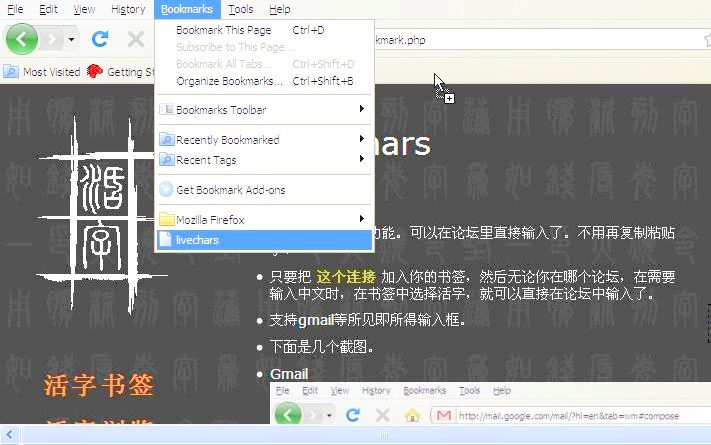 File Edit View History Bookmarks Tools Help
Bookmark This Page Ctrl+D
Subscribe to This Page...
Bookmark All Tabs... Ctrl+Shift+D
Organize Bookmarks... Ctrl+Shift+B
Bookmarks Toolbar
Recently Bookmarked
Recent Tags
Get Bookmark Add-ons
Mozilla Firefox
livechars
kmark.php
Most Visited Getting St
hars
活字
功能。可以在论坛里直接输入了。不用再复制粘贴
只要把 这个连接 加入你的书签，然后无论你在哪个论坛，在需要
输入中文时，在书签中选择活字，就可以直接在论坛中输入了。
支持gmail等所见即所得输入框。
下面是几个截图。
Gmail
活字书签
File Edit View History Bookmarks Tools Help
http://mail.google.com/mail/?hl=en&tab=wm#compose